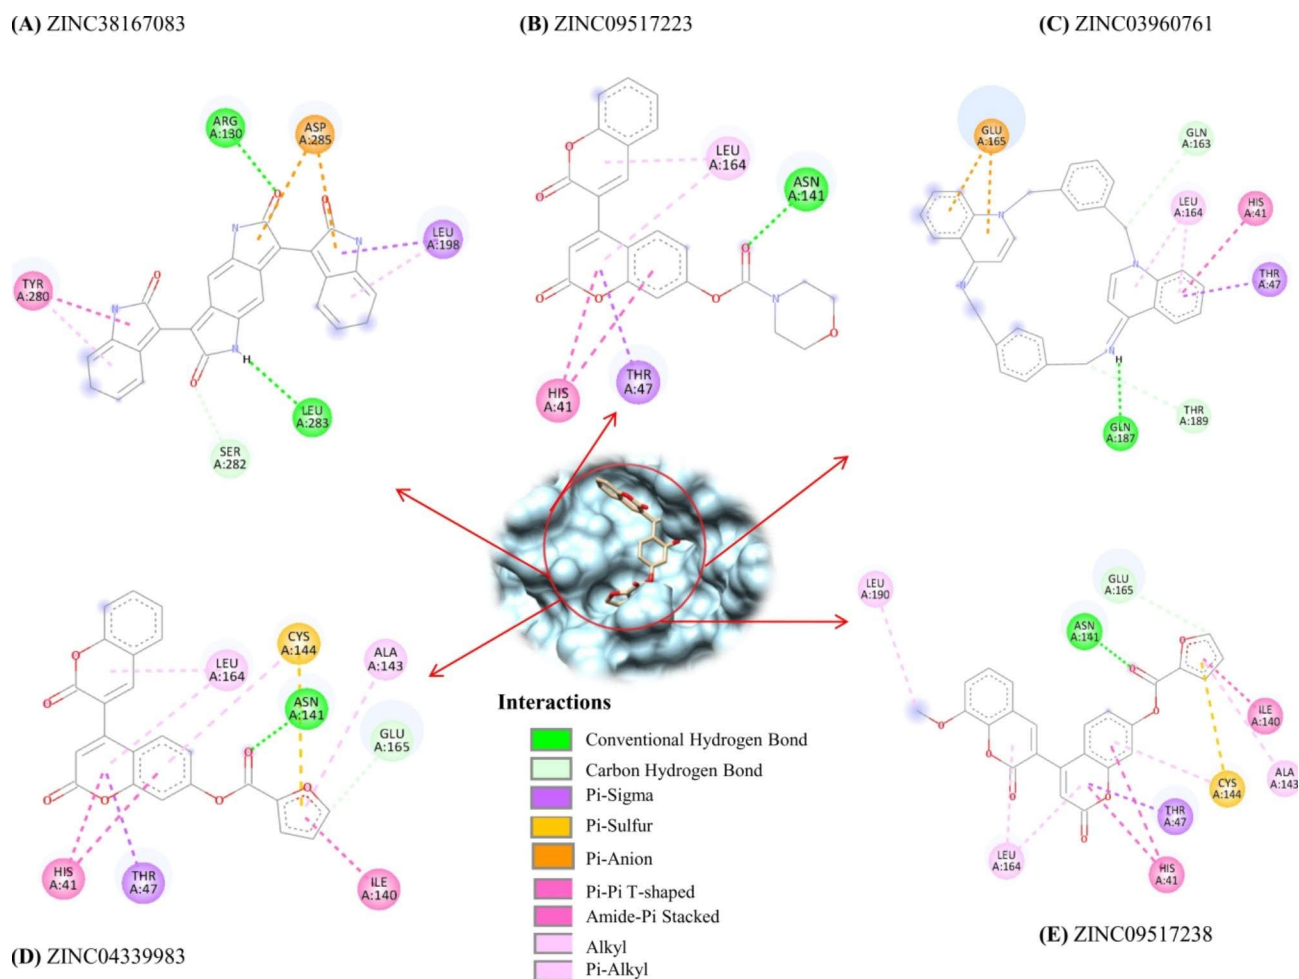 (A) ZINC38167083
(B) ZINC09517223
(C) ZINC03960761
ARG
A:130
ASP
A:285
LEU
A:198
TYR
A:280
LEU
A:283
SER
A:282
O
O
N
N
O
N
H
O
LEU
A:164
ASN
A:141
HIS
A:41
THR
A:47
O
O
O
O
O
O
N
O
GLU
A:165
GLN
A:163
LEU
A:164
HIS
A:41
THR
A:47
THR
A:189
GLN
A:187
N
N
N
N
H
CYS
A:144
LEU
A:164
ALA
A:143
ASN
A:141
GLU
A:165
HIS
A:41
THR
A:47
ILE
A:140
O
O
O
O
O
O
O
Interactions
Conventional Hydrogen Bond
Carbon Hydrogen Bond
Pi-Sigma
Pi-Sulfur
Pi-Anion
Pi-Pi T-shaped
Amide-Pi Stacked
Alkyl
Pi-Alkyl
LEU
A:190
GLU
A:165
ASN
A:141
ILE
A:140
ALA
A:143
CYS
A:144
THR
A:47
LEU
A:164
HIS
A:41
O
O
O
O
O
O
O
O
(D) ZINC04339983
(E) ZINC09517238